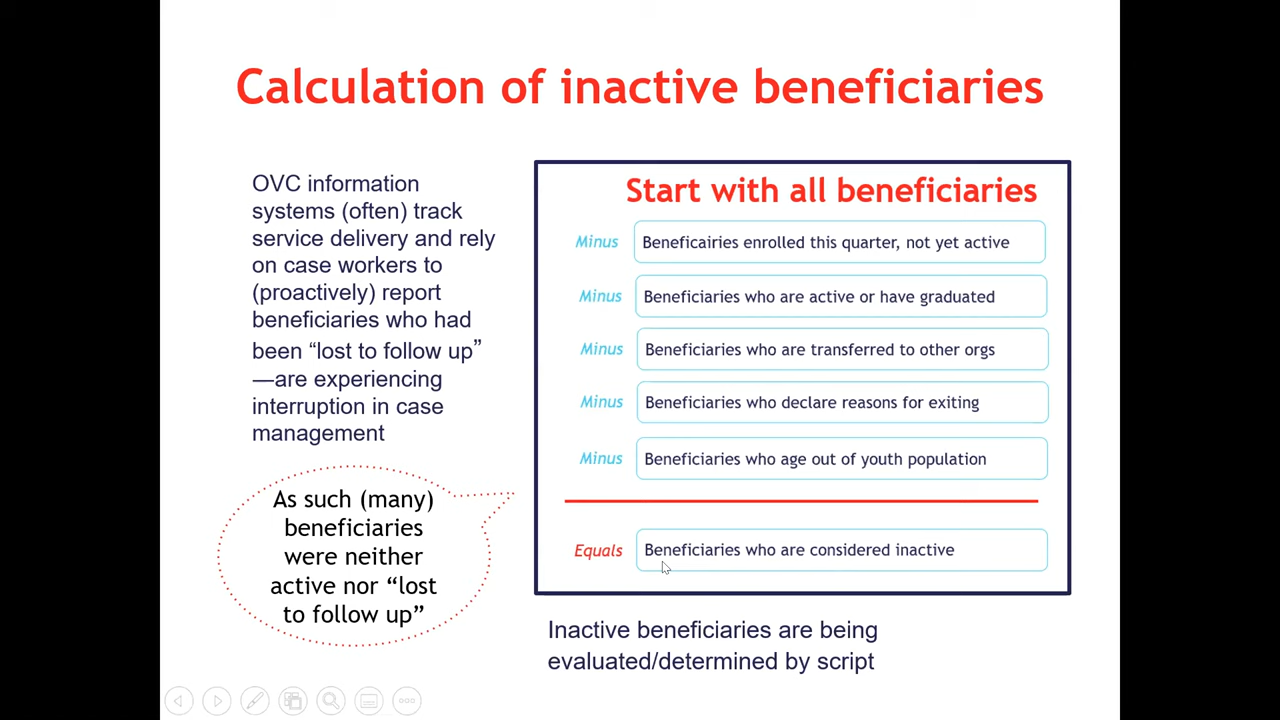 Calculation of inactive beneficiaries
OVC information
systems (often) track
service delivery and rely
on case workers to
(proactively) report
beneficiaries who had
been “lost to follow up”
—are experiencing
interruption in case
management
As such (many)
beneficiaries
were neither
active nor “lost
to follow up”
Start with all beneficiaries
Minus Beneficairies enrolled this quarter, not yet active
Minus Beneficiaries who are active or have graduated
Minus Beneficiaries who are transferred to other orgs
Minus Beneficiaries who declare reasons for exiting
Minus Beneficiaries who age out of youth population
Equals Beneficiaries who are considered inactive
Inactive beneficiaries are being
evaluated/determined by script